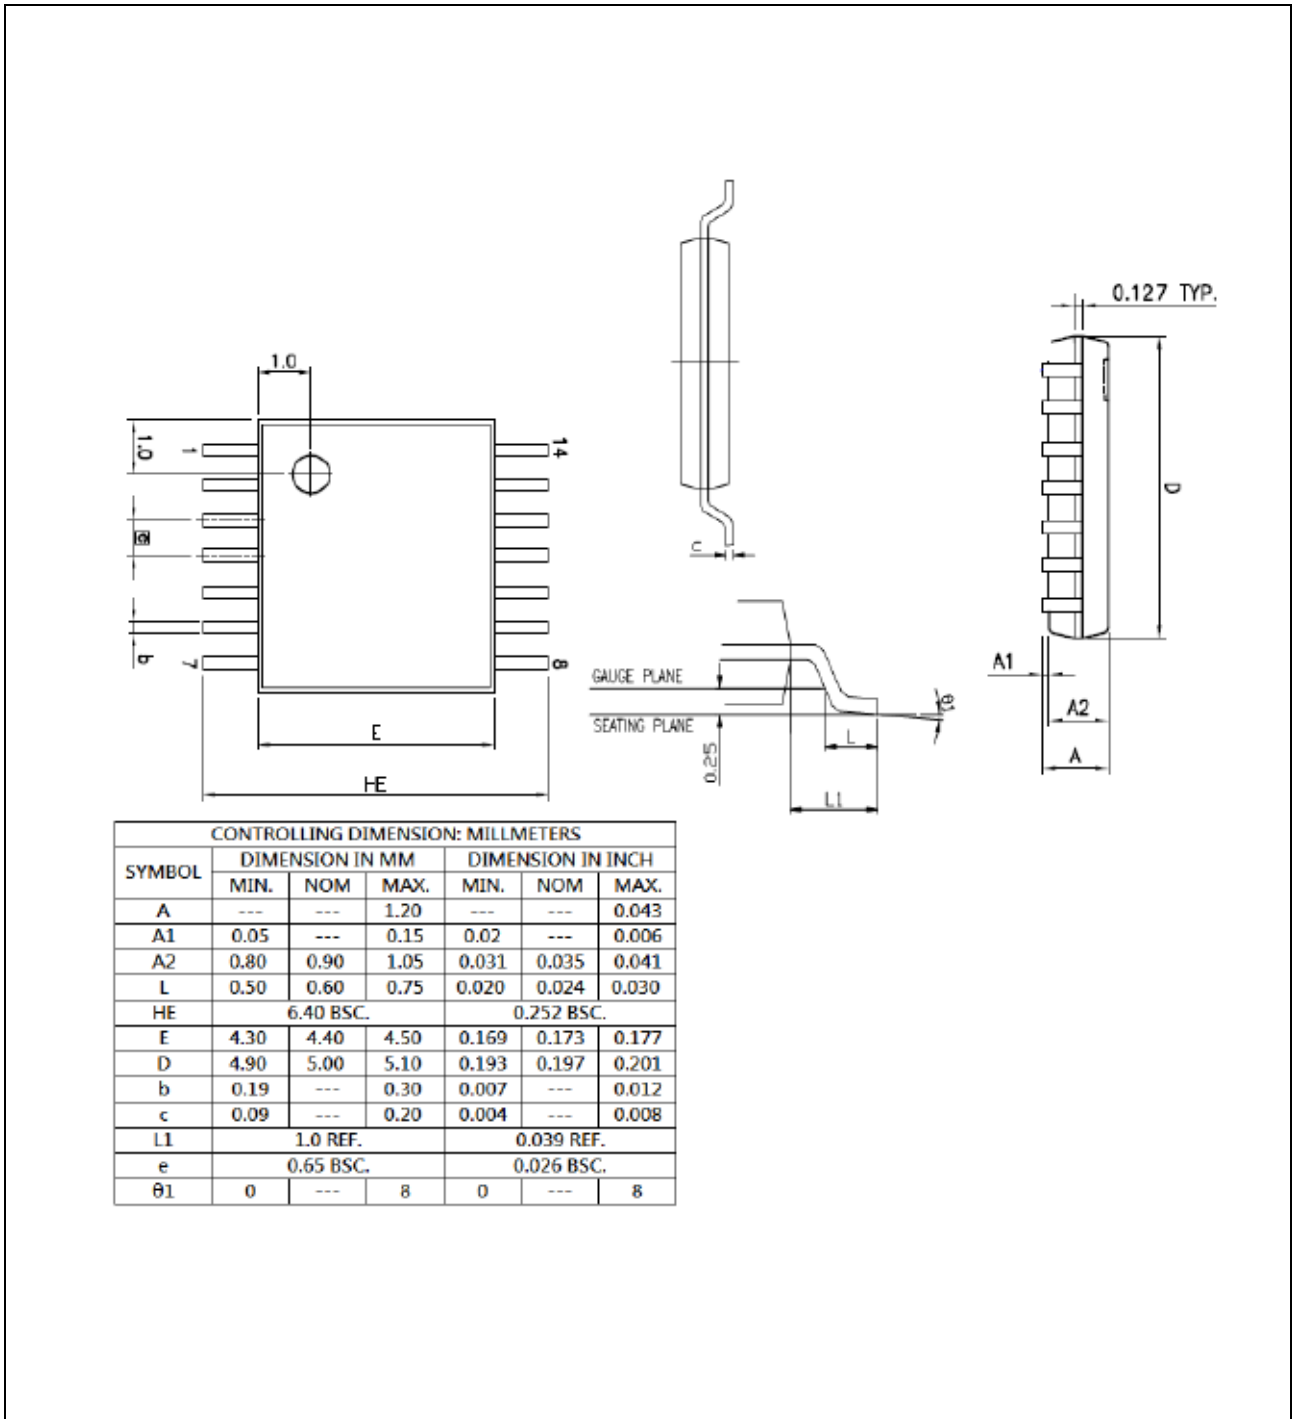 0.127 TYP.
1.0
1.0
1
14
e
D
c
b
7
8
GAUGE PLANE
SEATING PLANE
θ1
A1
A2
A
L
0.25
L1
E
HE
CONTROLLING DIMENSION: MILLMETERS
SYMBOL DIMENSION IN MM DIMENSION IN INCH
MIN. NOM MAX. MIN. NOM MAX.
A --- --- 1.20 --- --- 0.043
A1 0.05 --- 0.15 0.02 --- 0.006
A2 0.80 0.90 1.05 0.031 0.035 0.041
L 0.50 0.60 0.75 0.020 0.024 0.030
HE 6.40 BSC. 0.252 BSC.
E 4.30 4.40 4.50 0.169 0.173 0.177
D 4.90 5.00 5.10 0.193 0.197 0.201
b 0.19 --- 0.30 0.007 --- 0.012
c 0.09 --- 0.20 0.004 --- 0.008
L1 1.0 REF. 0.039 REF.
e 0.65 BSC. 0.026 BSC.
θ1 0 --- 8 0 --- 8